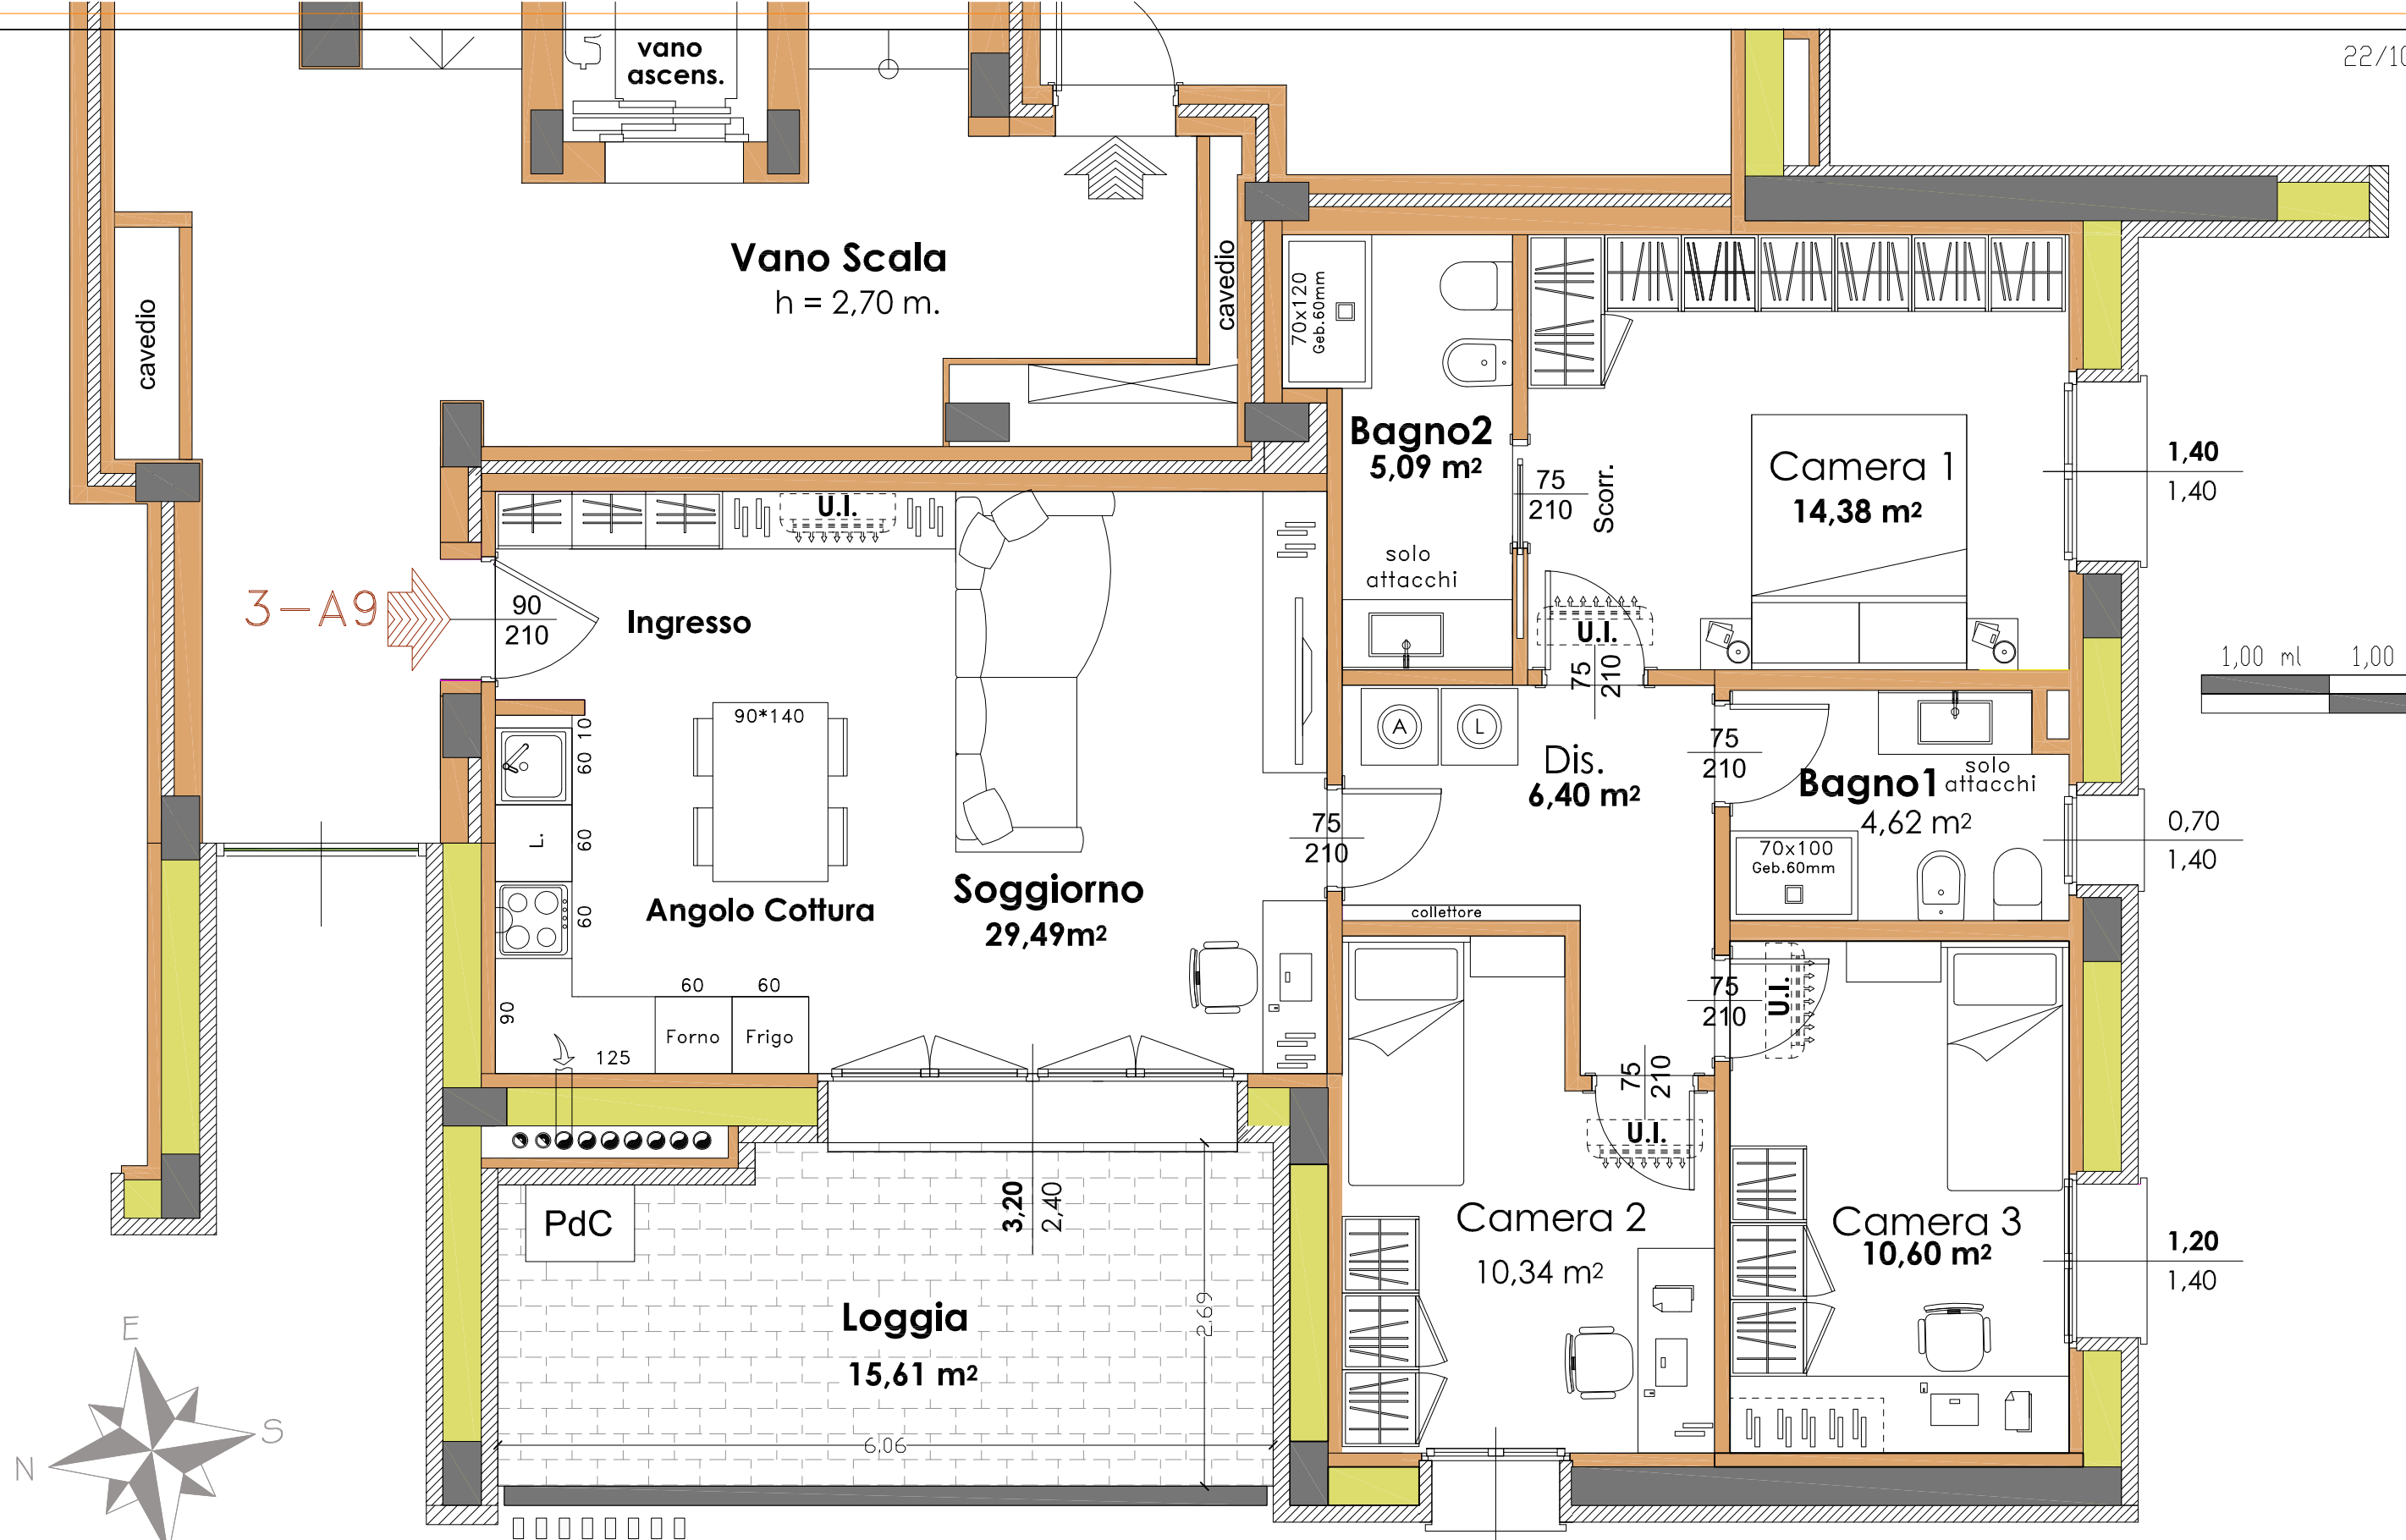 vano
ascens.
Vano Scala
h = 2,70 m.
cavedio
cavedio
70x120
Geb.60mm
Bagno2
5,09 m²
75
210
Scorr.
solo
attacchi
Camera 1
14,38 m²
1,40
1,40
U.I.
3-A9
90
210
Ingresso
U.I.
75
210
1,00 ml
1,00
90*140
10
60
60
60
L.
A
L
Dis.
6,40 m²
75
210
Bagno1
4,62 m²
solo
attacchi
0,70
1,40
70x100
Geb.60mm
75
210
Angolo Cottura
Soggiorno
29,49m²
collettore
60
60
90
Forno
Frigo
125
75
210
U.I.
75
210
U.I.
PdC
3,20
2,40
2.69
Camera 2
10,34 m²
Camera 3
10,60 m²
1,20
1,40
Loggia
15,61 m²
6.06
E
S
N